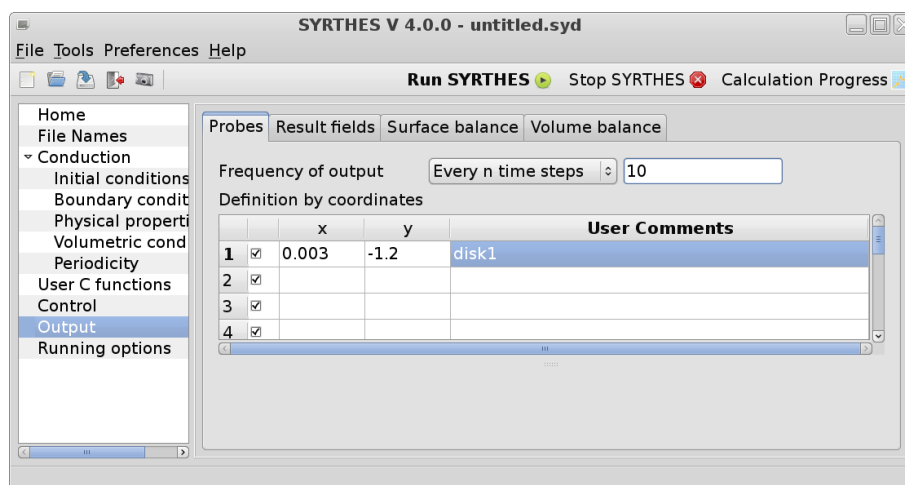 SYRTHES V 4.0.0 - untitled.syd
File Tools Preferences Help
Run SYRTHES Stop SYRTHES Calculation Progress
Home
File Names
Conduction
Initial conditions
Boundary condit
Physical properti
Volumetric cond
Periodicity
User C functions
Control
Output
Running options
Probes Result fields Surface balance Volume balance
Frequency of output Every n time steps 10
Definition by coordinates
x y User Comments
1 0.003 -1.2 disk1
2
3
4